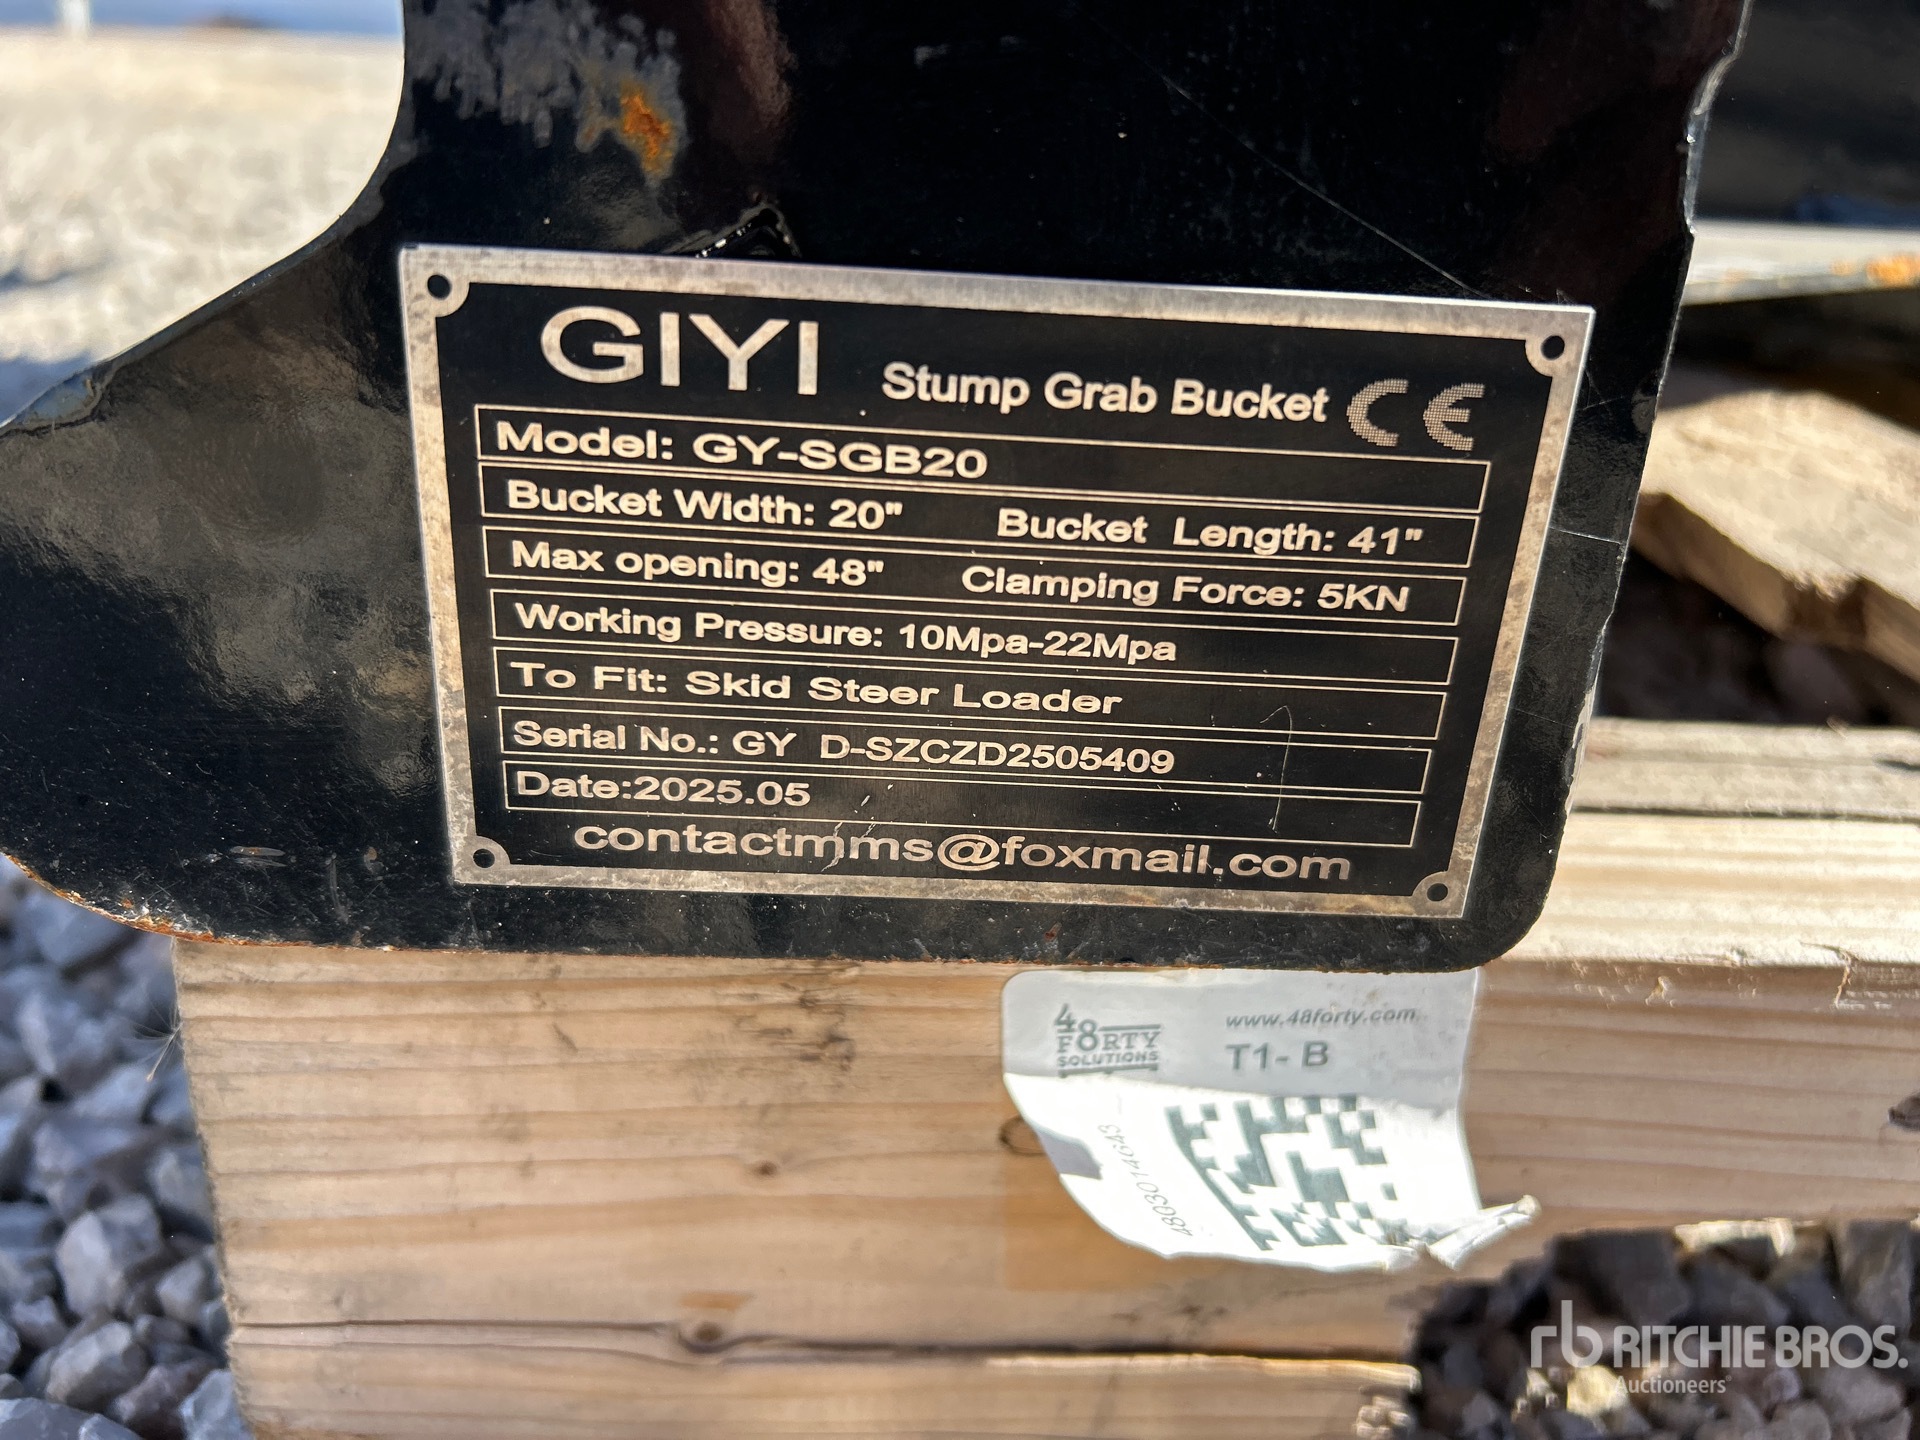 GIYI Stump Grab Bucket CE
Model: GY-SGB20
Bucket Width: 20" Bucket Length: 41"
Max opening: 48" Clamping Force: 5KN
Working Pressure: 10Mpa-22Mpa
To Fit: Skid Steer Loader
Serial No.: GY D-SZCZD2505409
Date:2025.05
contactmms@foxmail.com
48
FORTY
SOLUTIONS
www.48forty.com
T1- B
rb RITCHIE BROS.
Auctioneers